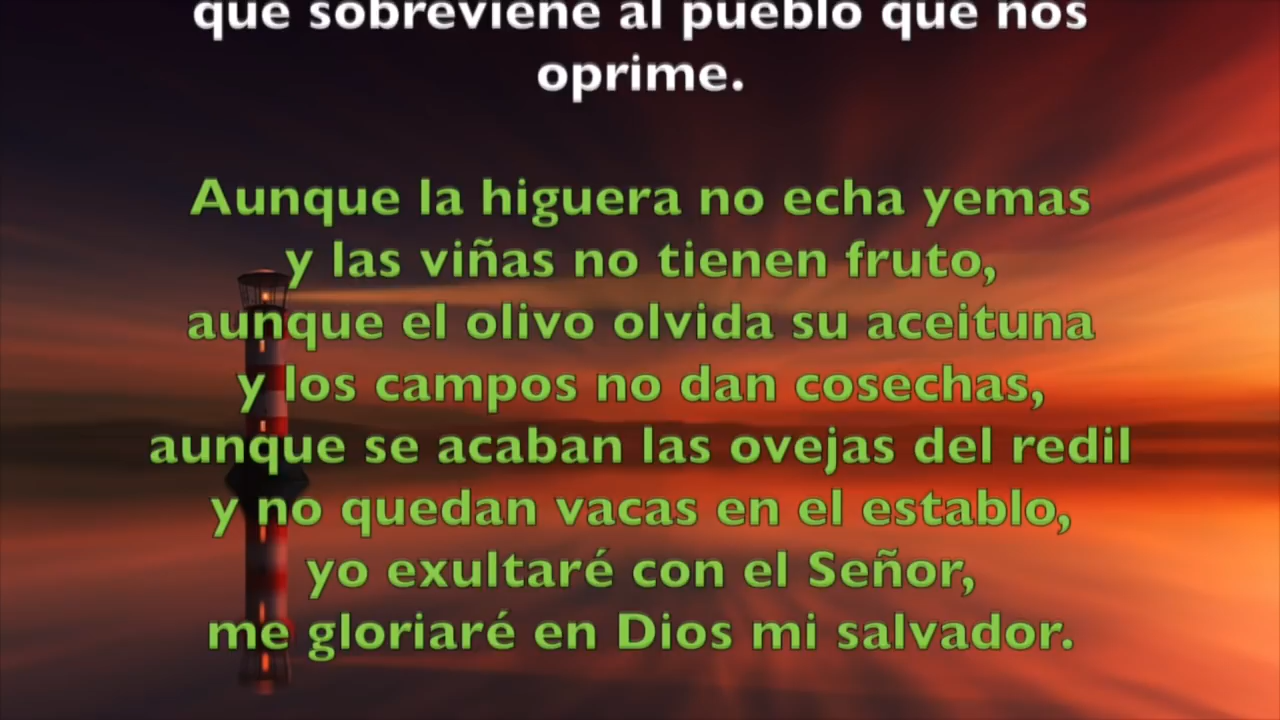 que sobreviene al pueblo que nos
oprime.
Aunque la higuera no echa yemas
y las viñas no tienen fruto,
aunque el olivo olvida su aceituna
y los campos no dan cosechas,
aunque se acaban las ovejas del redil
y no quedan vacas en el establo,
yo exultaré con el Señor,
me gloriaré en Dios mi salvador.